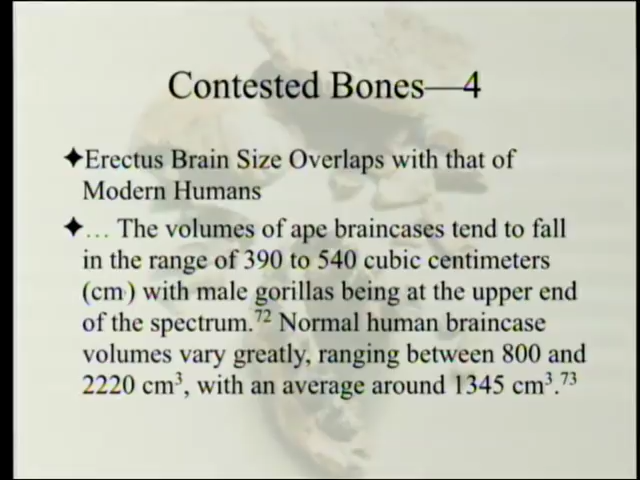 Contested Bones—4
✦Erectus Brain Size Overlaps with that of
Modern Humans
✦… The volumes of ape braincases tend to fall
in the range of 390 to 540 cubic centimeters
(cm) with male gorillas being at the upper end
of the spectrum.⁷² Normal human braincase
volumes vary greatly, ranging between 800 and
2220 cm³, with an average around 1345 cm³.⁷³